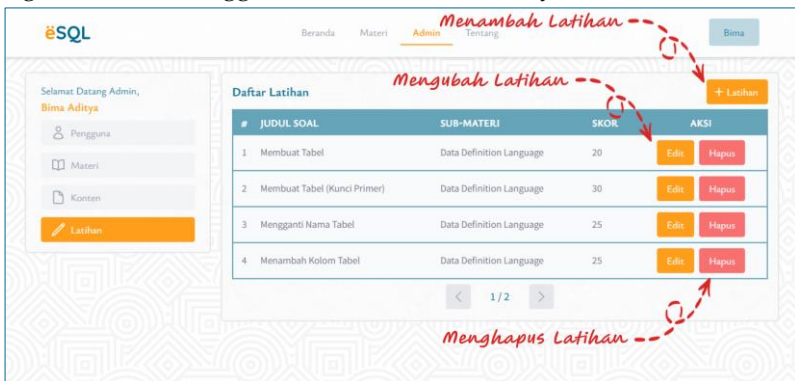 ëSQL
Beranda Materi Admin Tentang
Bima
Menambah Latihan
Mengubah Latihan
Selamat Datang Admin,
Bima Aditya
Pengguna
Materi
Konten
Latihan
Daftar Latihan
+ Latihan
# JUDUL SOAL SUB-MATERI SKOR AKSI
1 Membuat Tabel Data Definition Language 20 Edit Hapus
2 Membuat Tabel (Kunci Primer) Data Definition Language 30 Edit Hapus
3 Mengganti Nama Tabel Data Definition Language 25 Edit Hapus
4 Menambah Kolom Tabel Data Definition Language 25 Edit Hapus
< 1/2 >
Menghapus Latihan